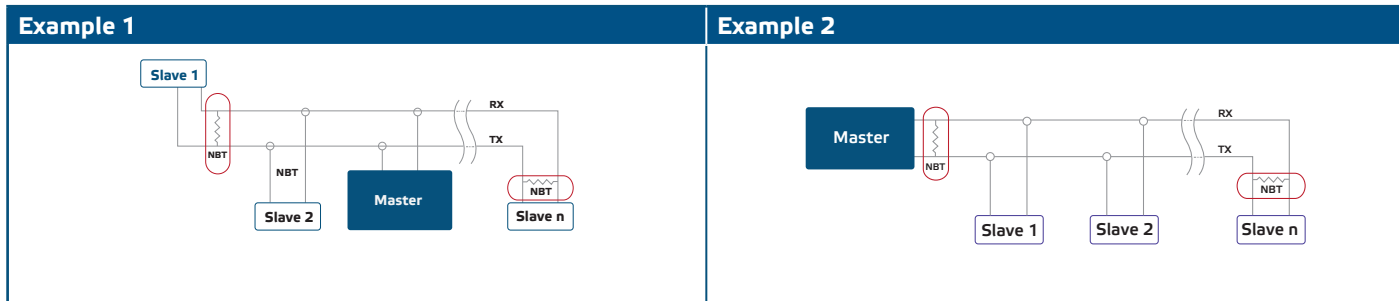 Example 1
Slave 1
RX
TX
NBT
NBT
NBT
Master
Slave 2
Slave n
Example 2
RX
Master
TX
NBT
NBT
Slave 1
Slave 2
Slave n